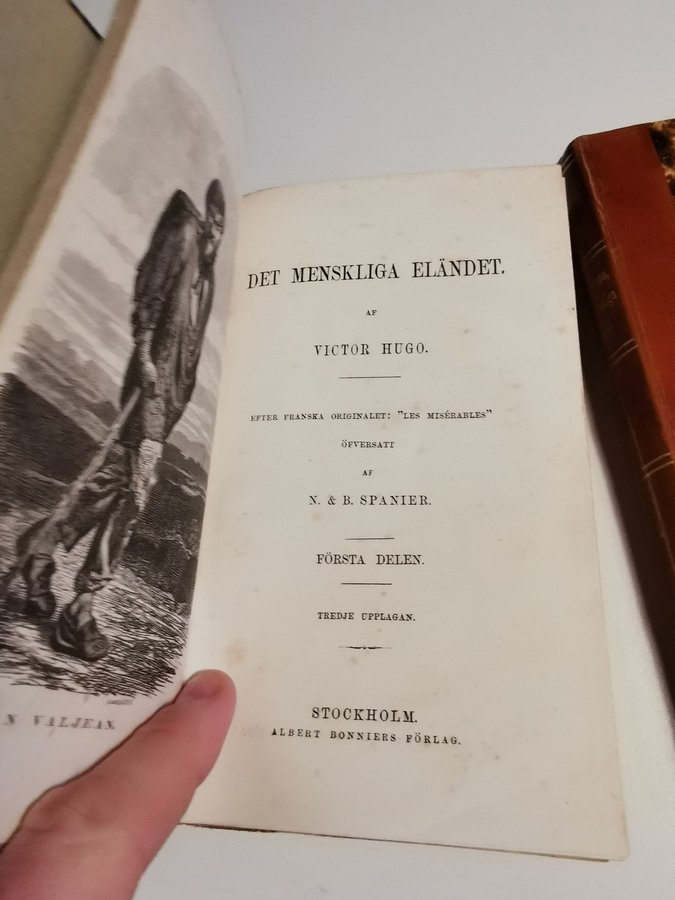 N VALJEAN.
DET MENSKLIGA ELÄNDET.
AF
VICTOR HUGO.
EFTER FRANSKA ORIGINALET: "LES MISÉRABLES"
ÖFVERSATT
AF
N. & B. SPANIER.
FÖRSTA DELEN.
TREDJE UPPLAGAN.
STOCKHOLM.
ALBERT BONNIERS FÖRLAG.